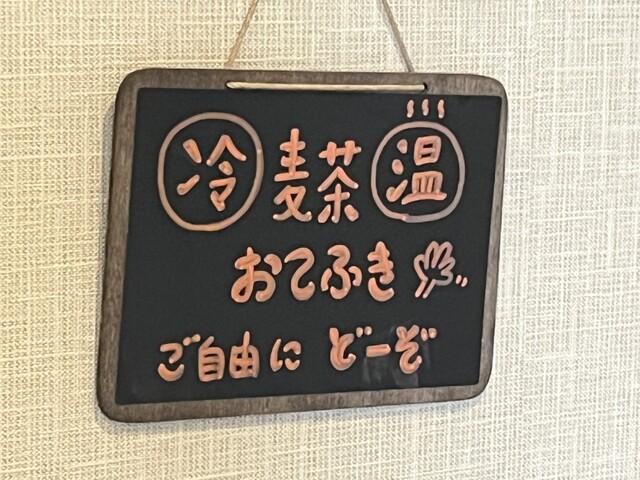 冷 麦茶 温
おてふき
ご自由に どーぞ